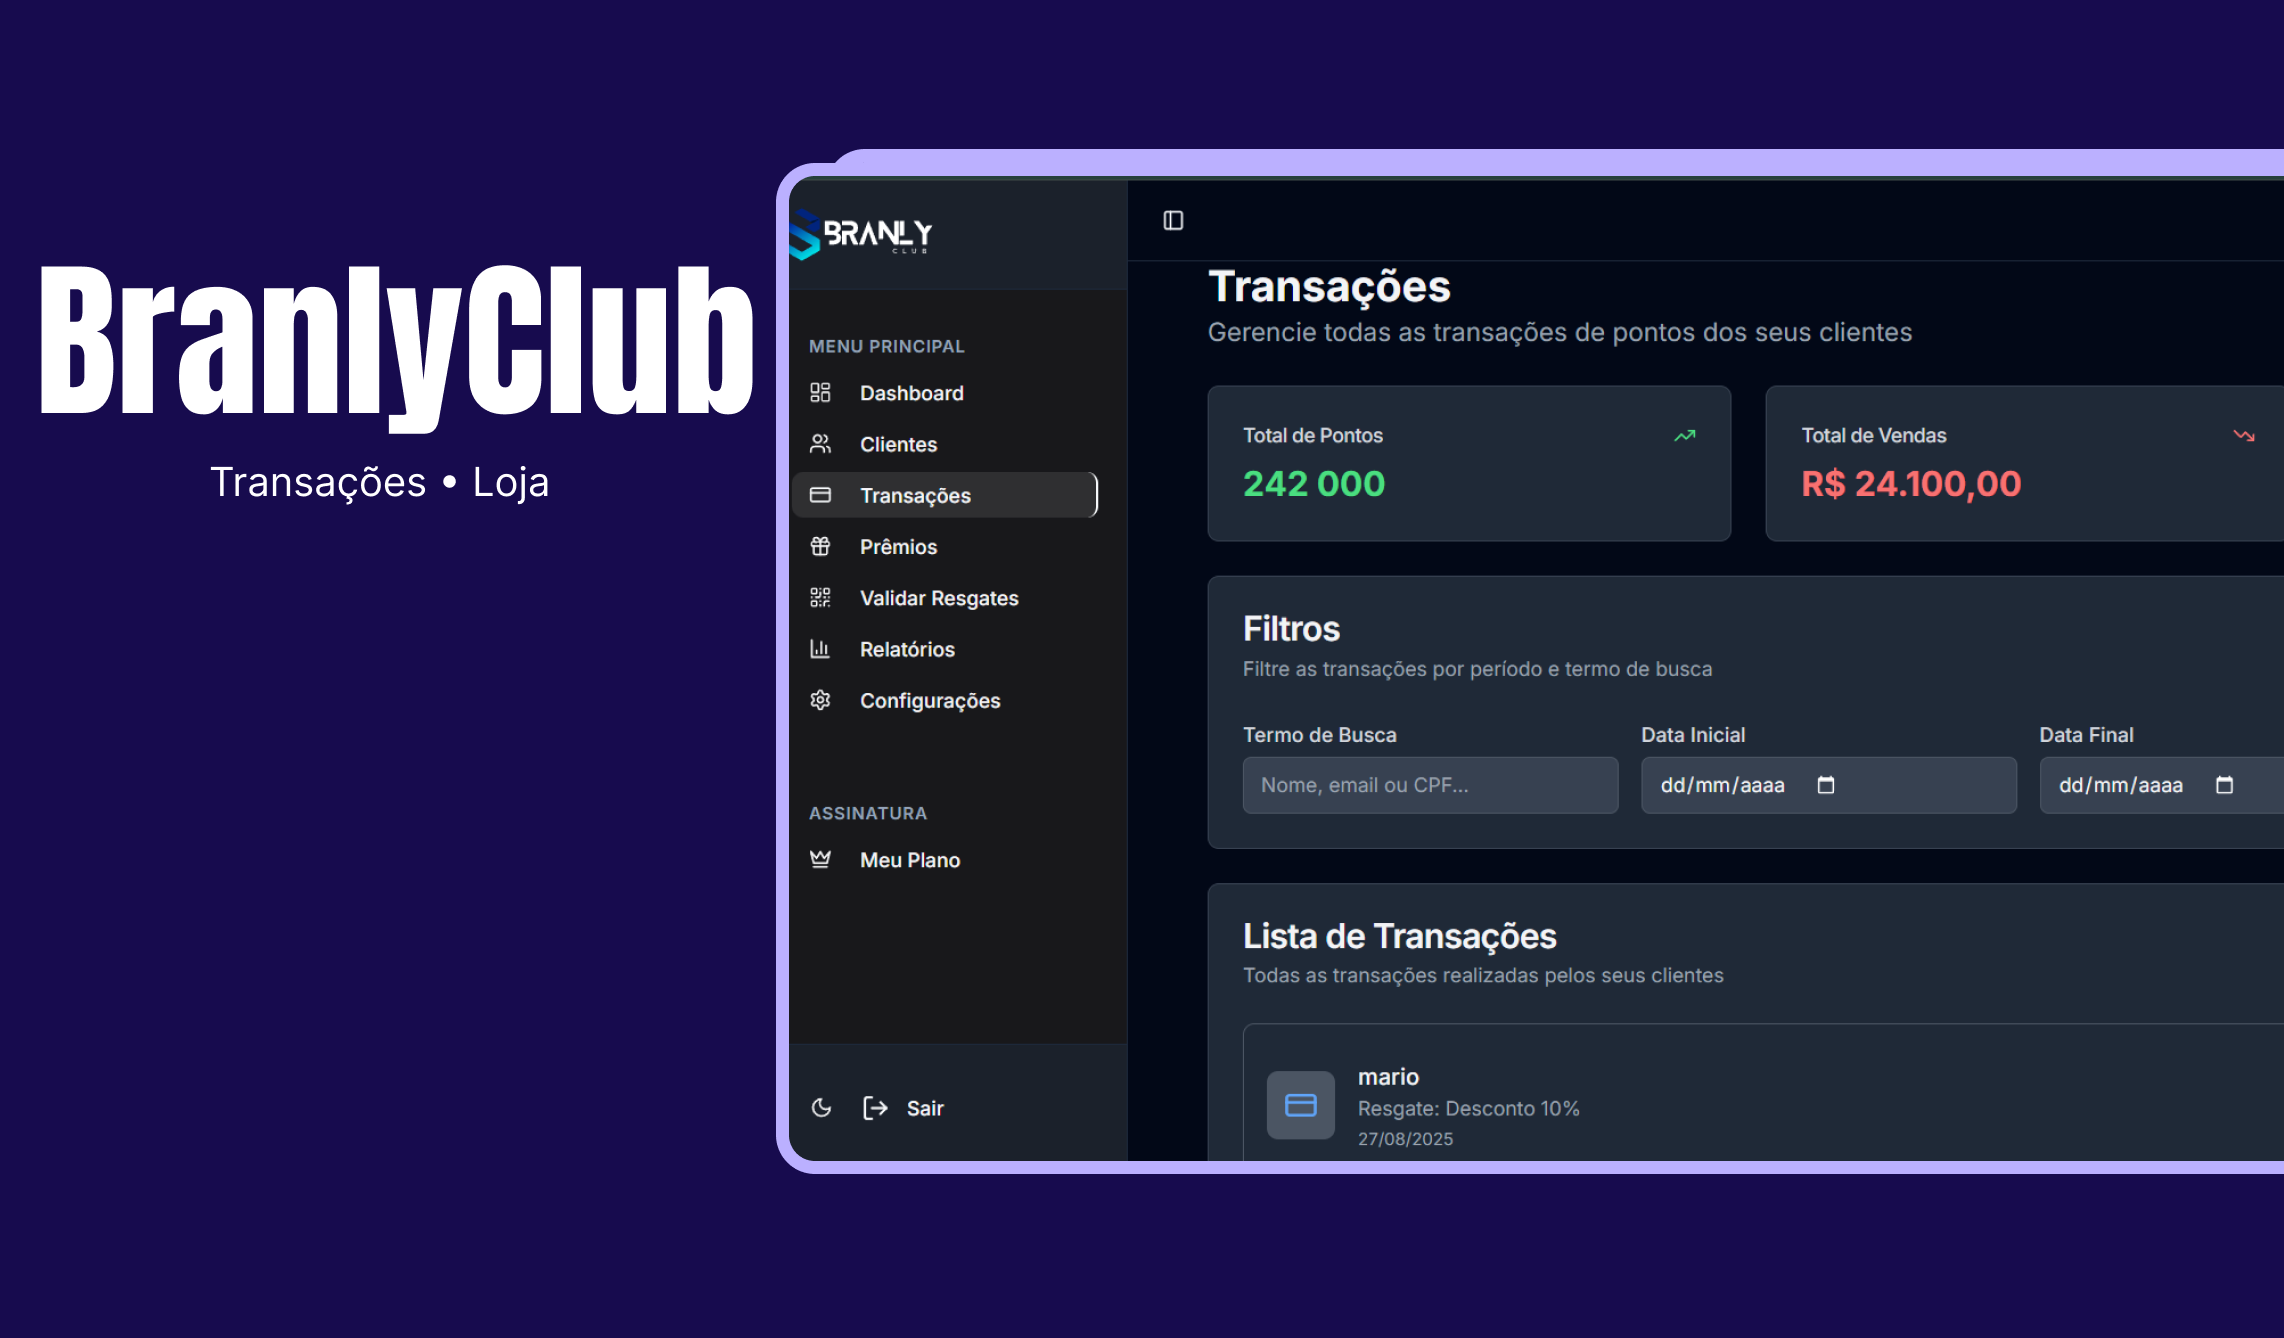 BranlyClub
Transações • Loja
BRANLY
CLUB
MENU PRINCIPAL
Dashboard
Clientes
Transações
Prêmios
Validar Resgates
Relatórios
Configurações
ASSINATURA
Meu Plano
Sair
Transações
Gerencie todas as transações de pontos dos seus clientes
Total de Pontos
242 000
Total de Vendas
R$ 24.100,00
Filtros
Filtre as transações por período e termo de busca
Termo de Busca
Nome, email ou CPF...
Data Inicial
dd/mm/aaaa
Data Final
dd/mm/aaaa
Lista de Transações
Todas as transações realizadas pelos seus clientes
mario
Resgate: Desconto 10%
27/08/2025